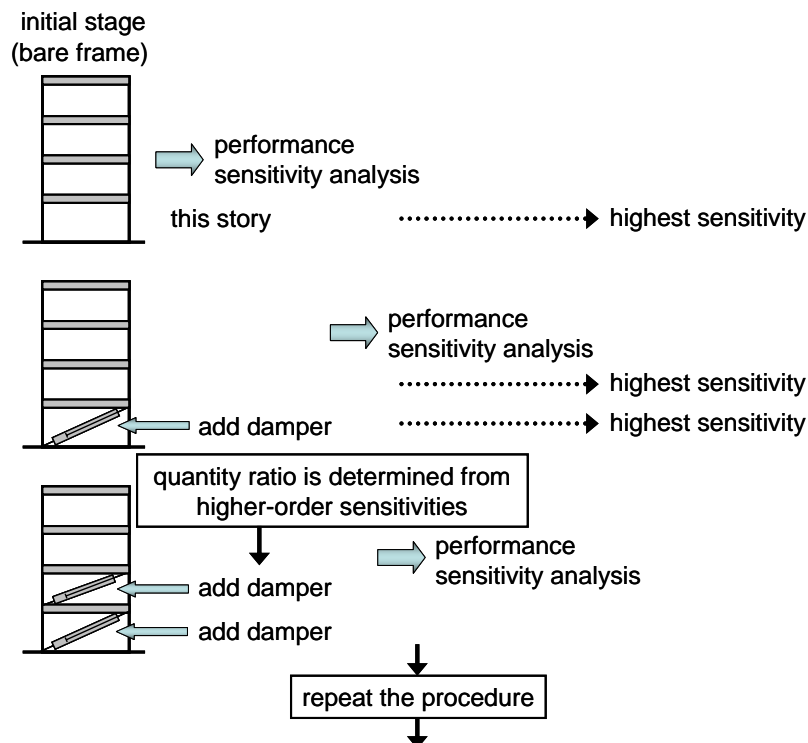 initial stage
(bare frame)
performance
sensitivity analysis
this story
highest sensitivity
performance
sensitivity analysis
highest sensitivity
add damper
highest sensitivity
quantity ratio is determined from
higher-order sensitivities
performance
sensitivity analysis
add damper
add damper
repeat the procedure